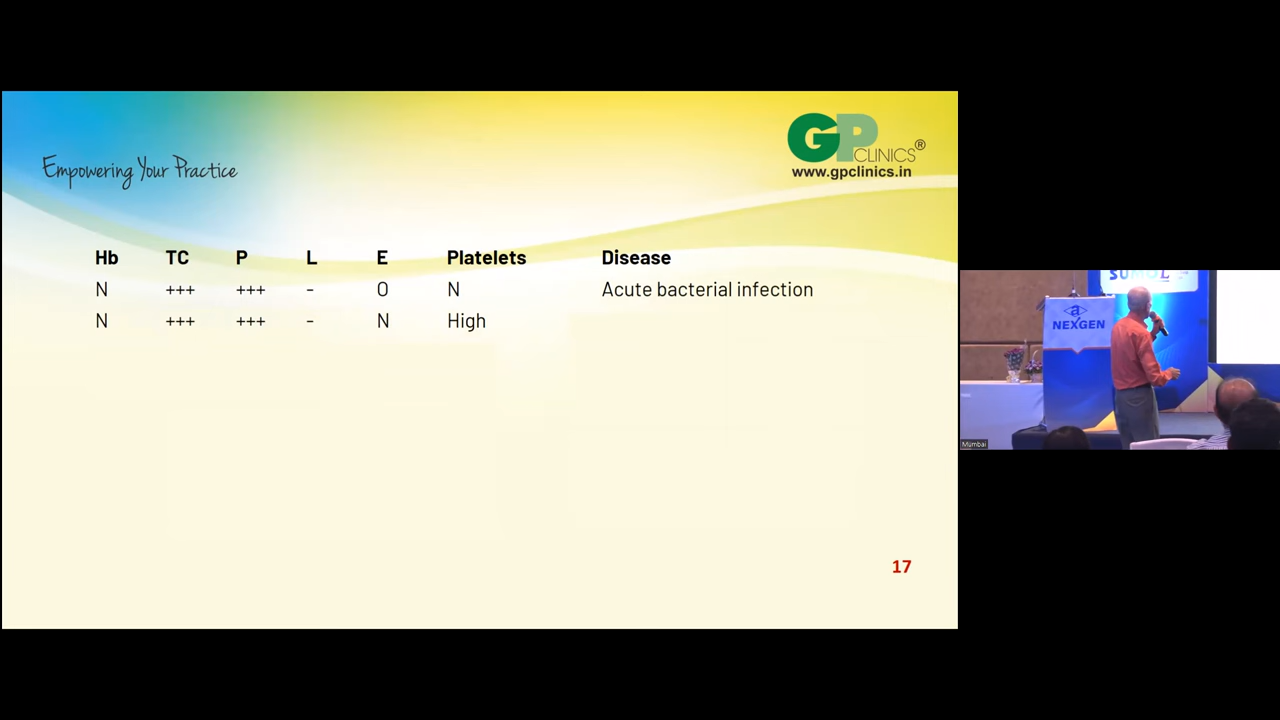 Empowering Your Practice
GP
CLINICS®
www.gpclinics.in
Hb TC P L E Platelets Disease
N +++ +++ - O N Acute bacterial infection
N +++ +++ - N High
17
SUMOL
a
NEXGEN
Mumbai